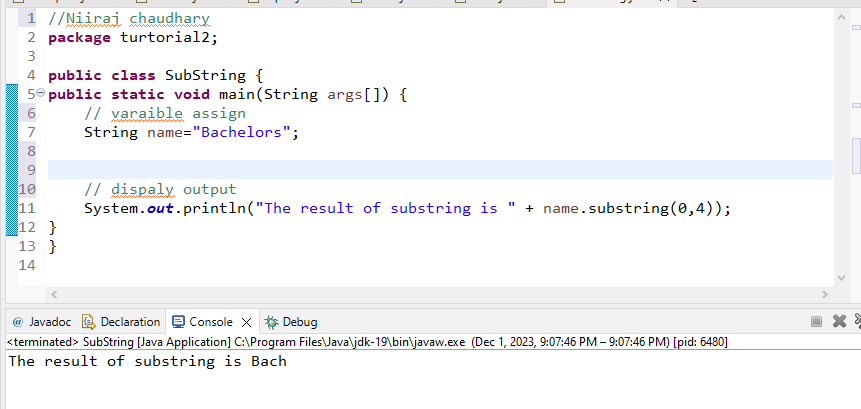 1 //Niiraj chaudhary
2 package turtorial2;
3
4 public class SubString {
5 public static void main(String args[]) {
6 // varaible assign
7 String name="Bachelors";
8
9
10 // dispaly output
11 System.out.println("The result of substring is " + name.substring(0,4));
12 }
13 }
14
@ Javadoc Declaration Console Debug
<terminated> SubString [Java Application] C:\Program Files\Java\jdk-19\bin\javaw.exe (Dec 1, 2023, 9:07:46 PM – 9:07:46 PM) [pid: 6480]
The result of substring is Bach